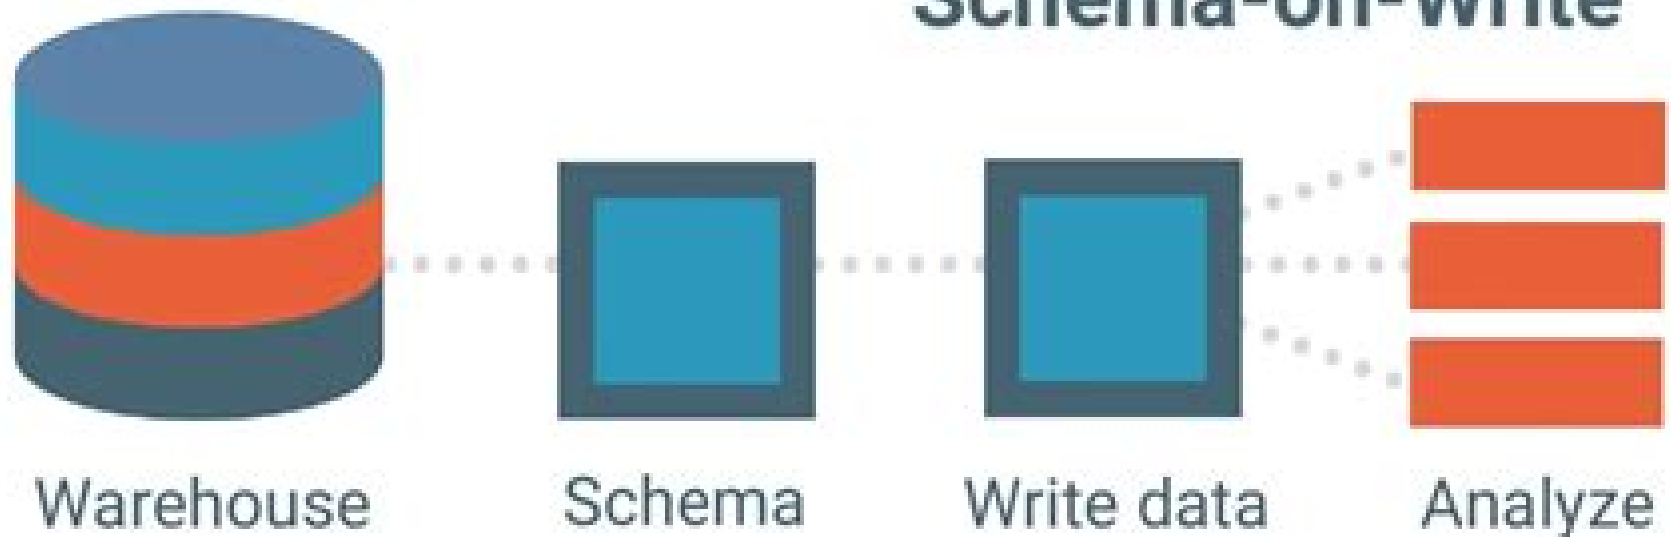 Schema-on-Write
Warehouse
Schema
Write data
Analyze